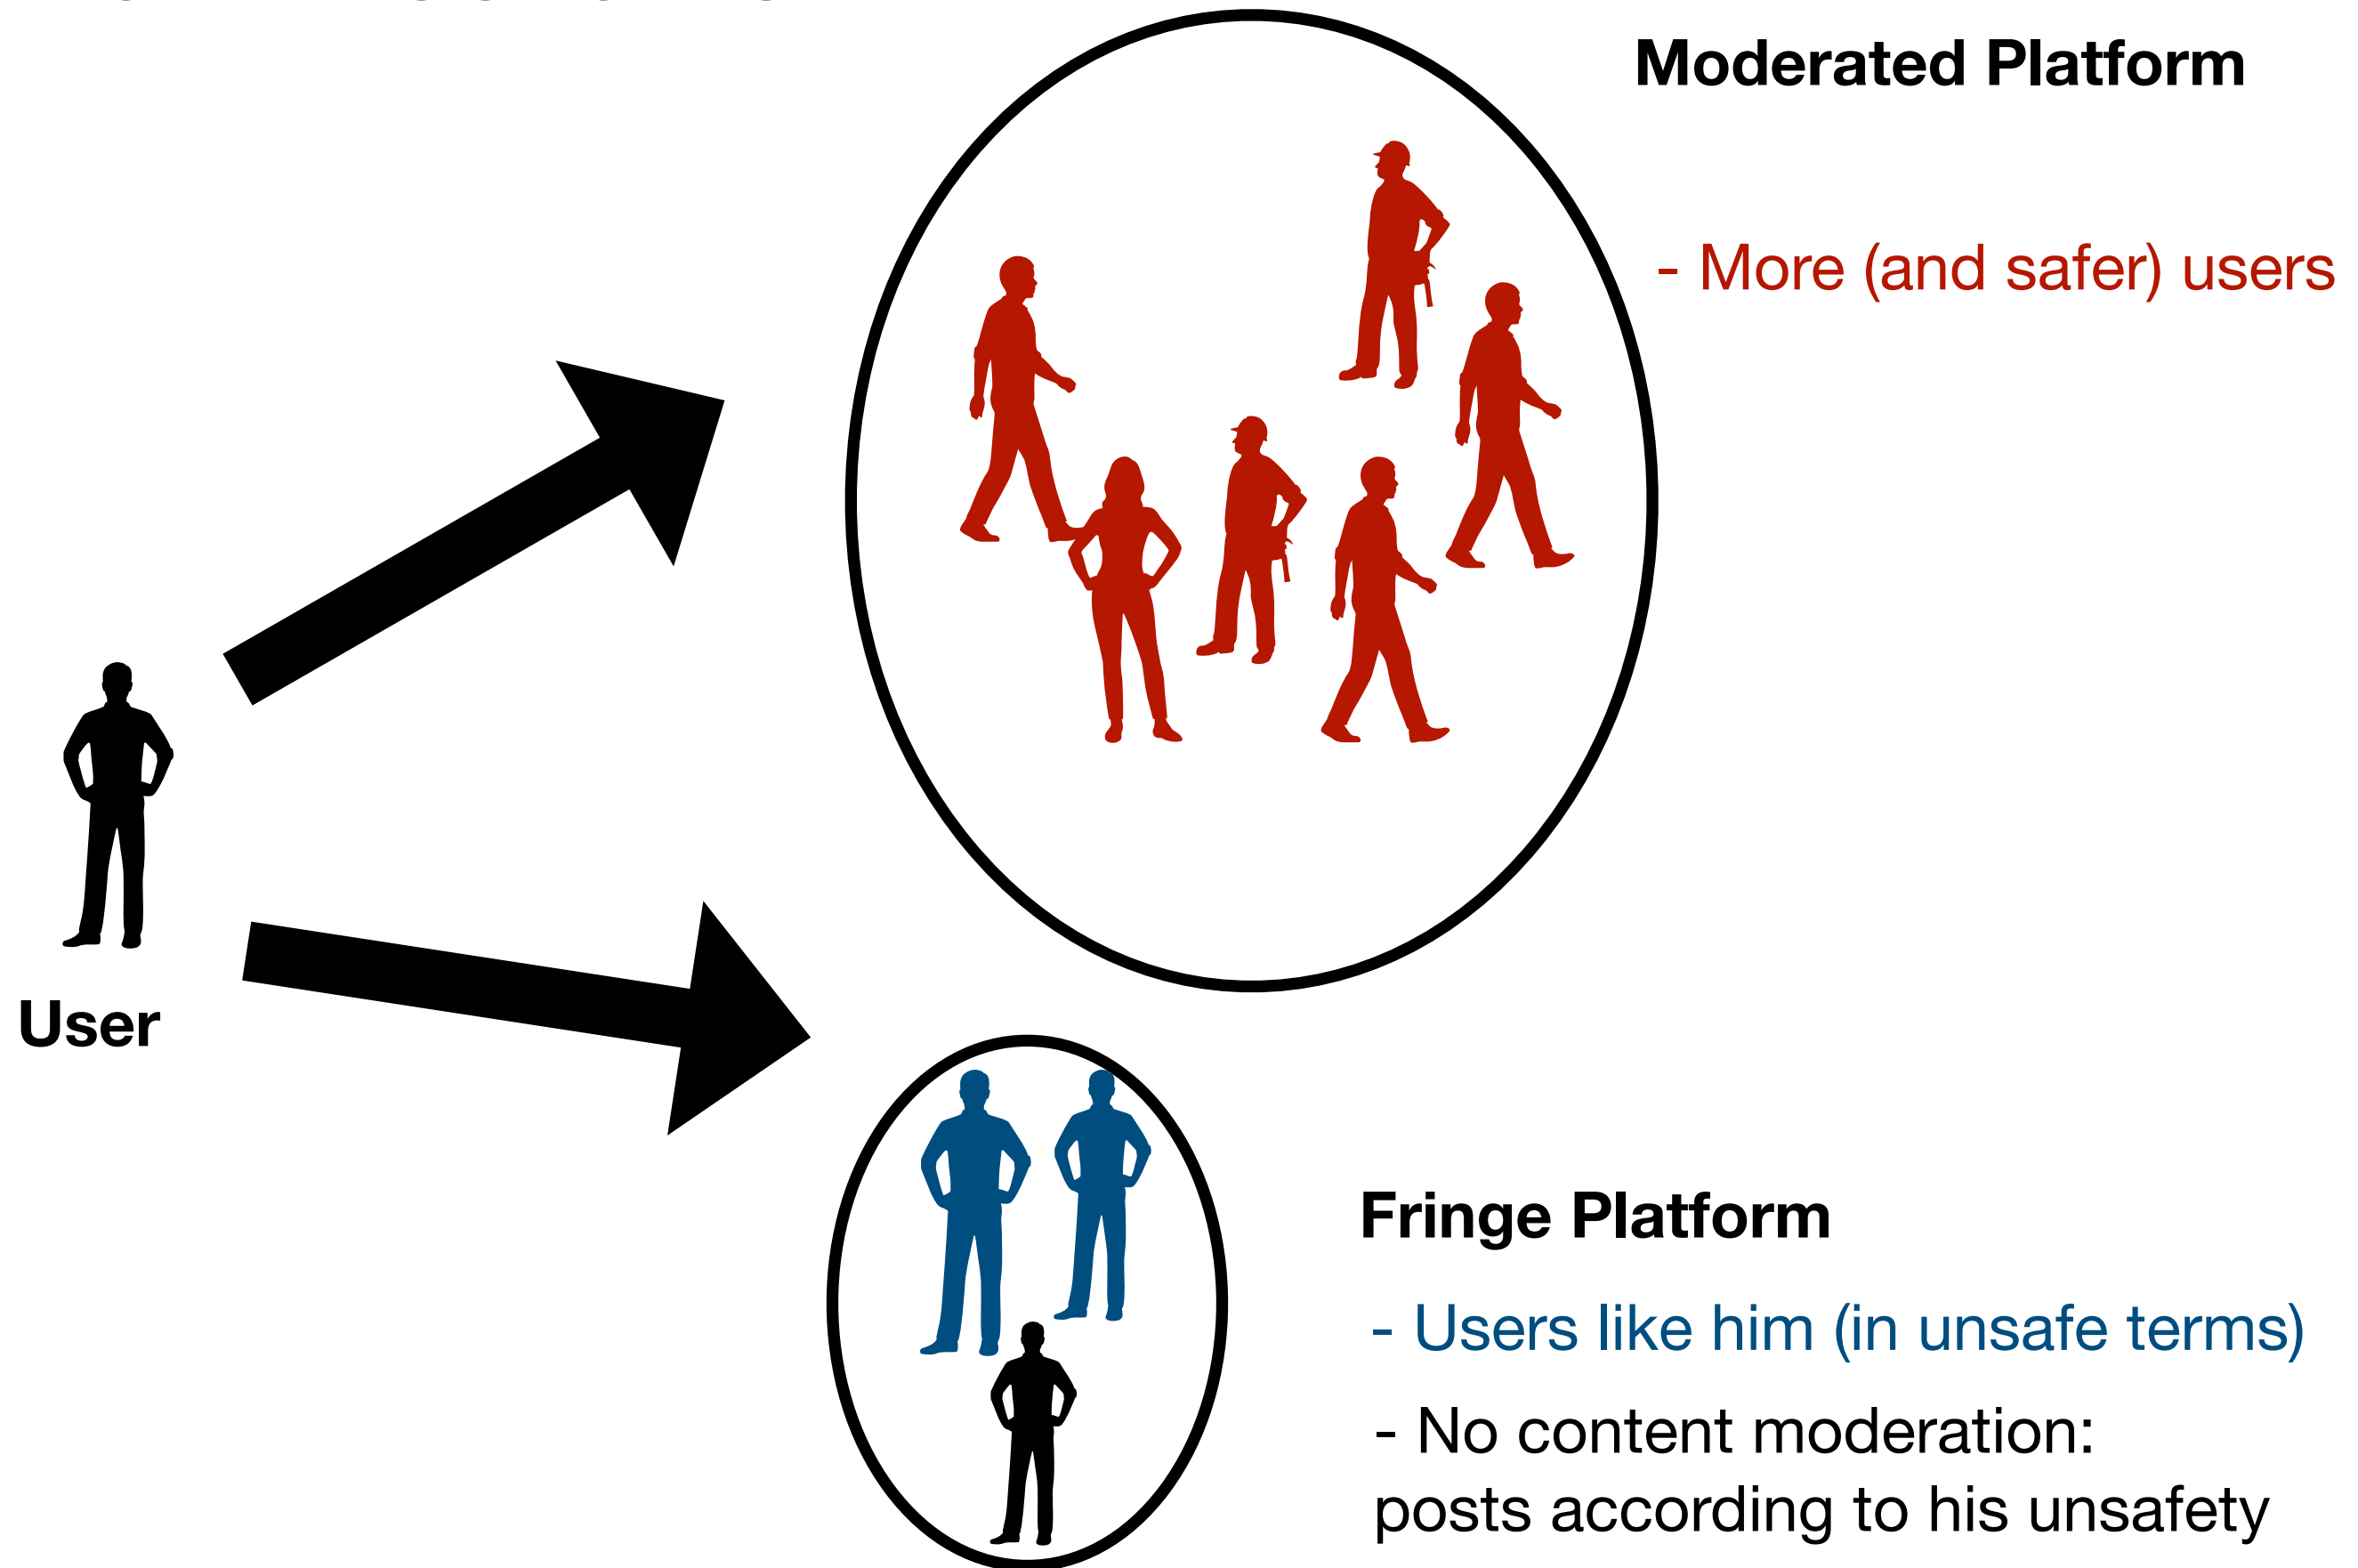 Moderated Platform
- More (and safer) users
User
Fringe Platform
- Users like him (in unsafe terms)
- No content moderation:
posts according to his unsafety